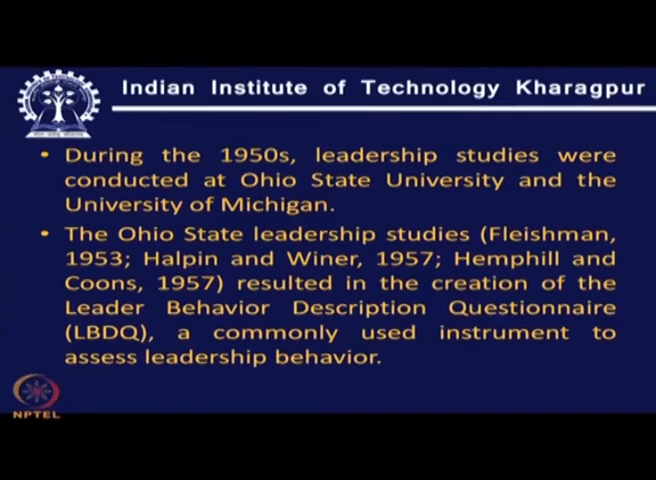 Indian Institute of Technology Kharagpur
• During the 1950s, leadership studies were
conducted at Ohio State University and the
University of Michigan.
• The Ohio State leadership studies (Fleishman,
1953; Halpin and Winer, 1957; Hemphill and
Coons, 1957) resulted in the creation of the
Leader Behavior Description Questionnaire
(LBDQ), a commonly used instrument to
assess leadership behavior.
NPTEL